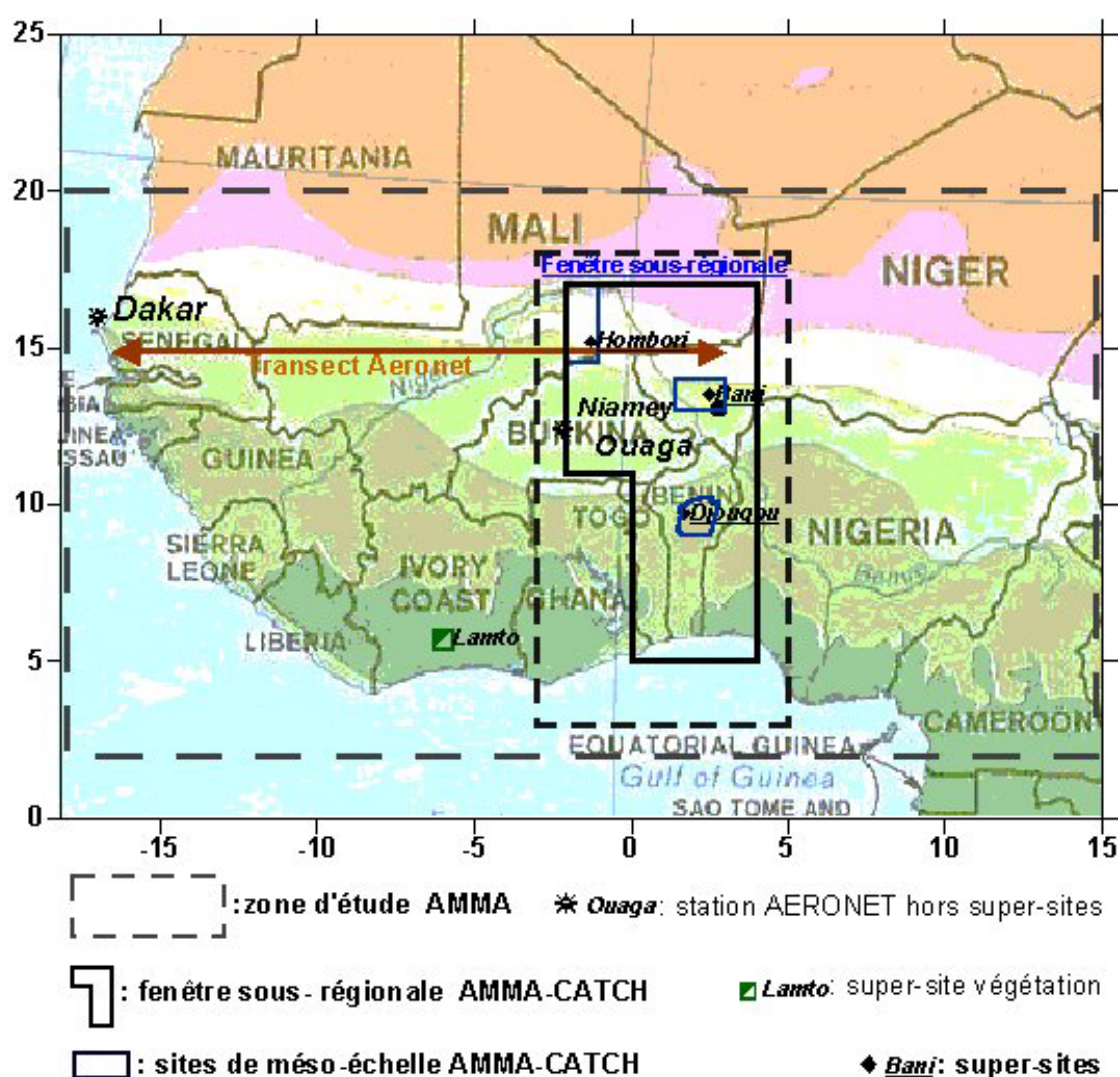 25
MAURITANIA
20
MALI
Fenêtre sous-régionale
NIGER
Dakar
SENEGAL
Hombori
15
Transect Aeronet
Bani
Niamey
BURKINA
Ouaga
GUINEA
BENIN
10
TOGO
Djougou
NIGERIA
SIERRA
LEONE
IVORY
COAST
GHANA
Benue
LIBERIA
Lamto
5
CAMEROON
EQUATORIAL GUINEA
Gulf of Guinea
SAO TOME AND
0
-15 -10 -5 0 5 10 15
:zone d'étude AMMA
Ouaga: station AERONET hors super-sites
: fenêtre sous-régionale AMMA-CATCH
Lamto: super-site végétation
: sites de méso-échelle AMMA-CATCH
Bani: super-sites